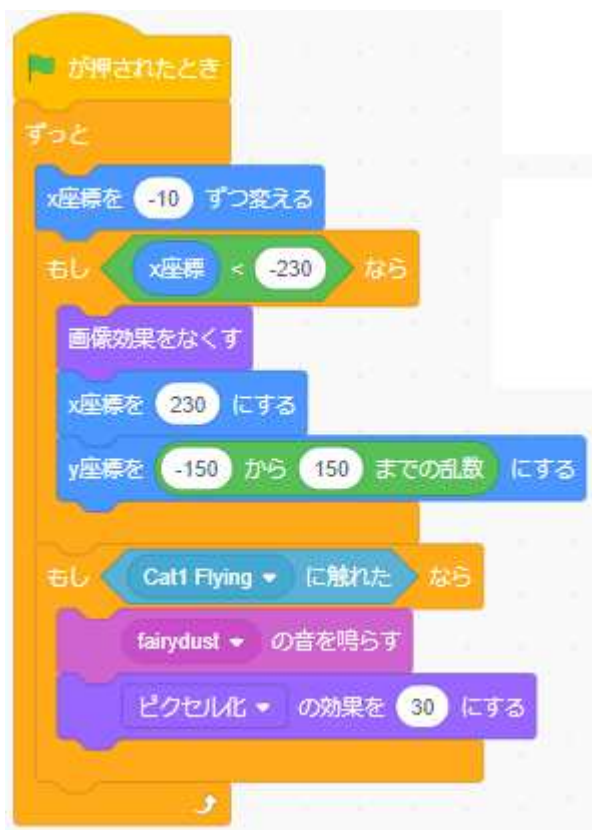 が押されたとき
ずっと
x座標を -10 ずつ変える
もし x座標 < -230 なら
画像効果をなくす
x座標を 230 にする
y座標を -150 から 150 までの乱数 にする
もし Cat1 Flying に触れた なら
fairydust の音を鳴らす
ピクセル化 の効果を 30 にする